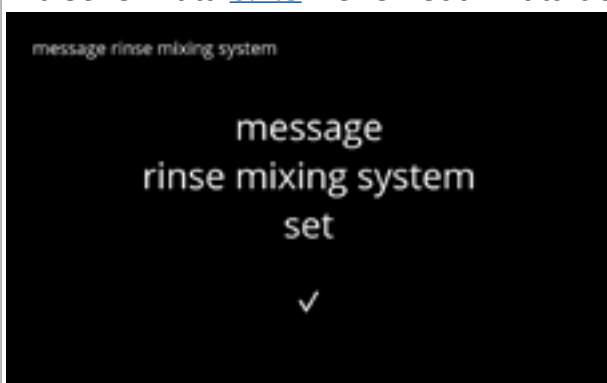 message rinse mixing system
message
rinse mixing system
set
✓